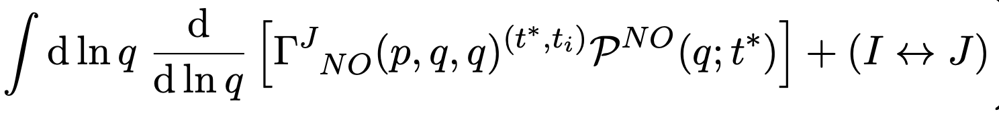 ∫ d ln q d/(d ln q) [Γ^J_{NO}(p, q, q)^{(t^*,t_i)} 𝒫^{NO}(q; t^*)] + (I ↔ J)